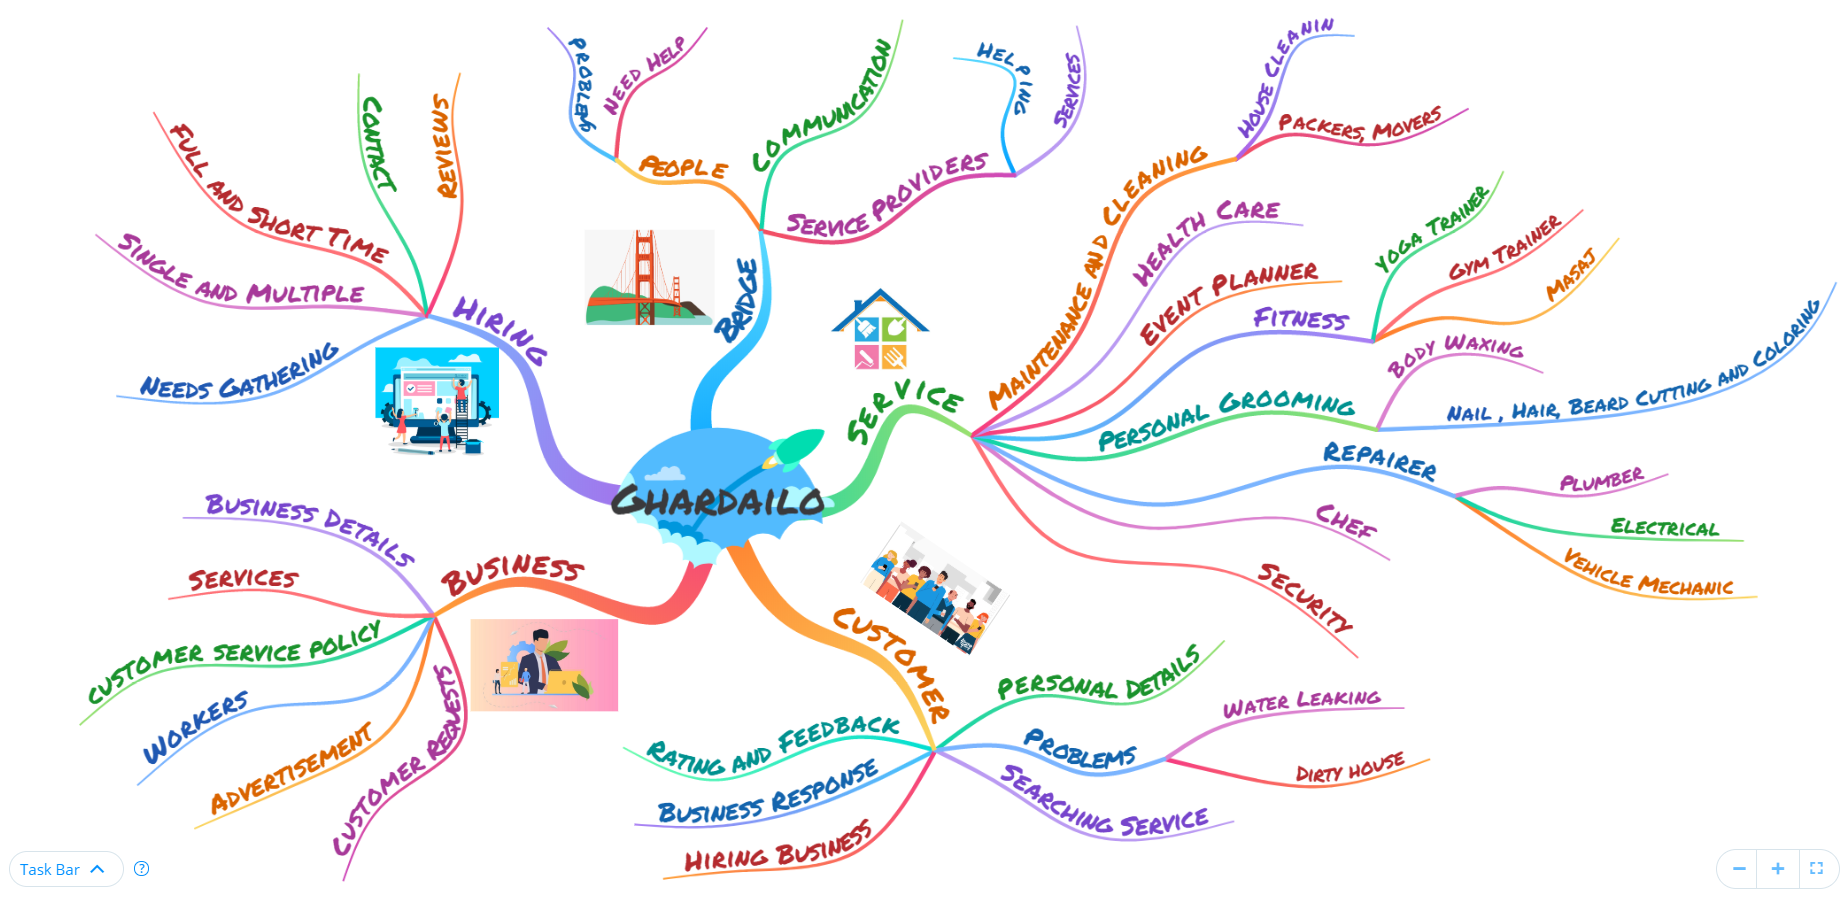 Ghardailo
Bridge
People
Need Help
Communication
Service Providers
Helping
Services
Service
Maintenance and Cleaning
House Cleanin
Packers, Movers
Health Care
Event Planner
Fitness
Yoga Trainer
Gym Trainer
Masaj
Personal Grooming
Body Waxing
Nail , Hair, Beard Cutting and Coloring
Repairer
Plumber
Electrical
Vehicle Mechanic
Chef
Security
Customer
Personal Details
Problems
Water Leaking
Dirty house
Searching Service
Rating and Feedback
Business Response
Hiring Business
Business
Business Details
Services
customer service policy
Workers
Advertisement
Customer Requests
Hiring
Reviews
Contact
Full and Short Time
Single and Multiple
Needs Gathering
Task Bar
?